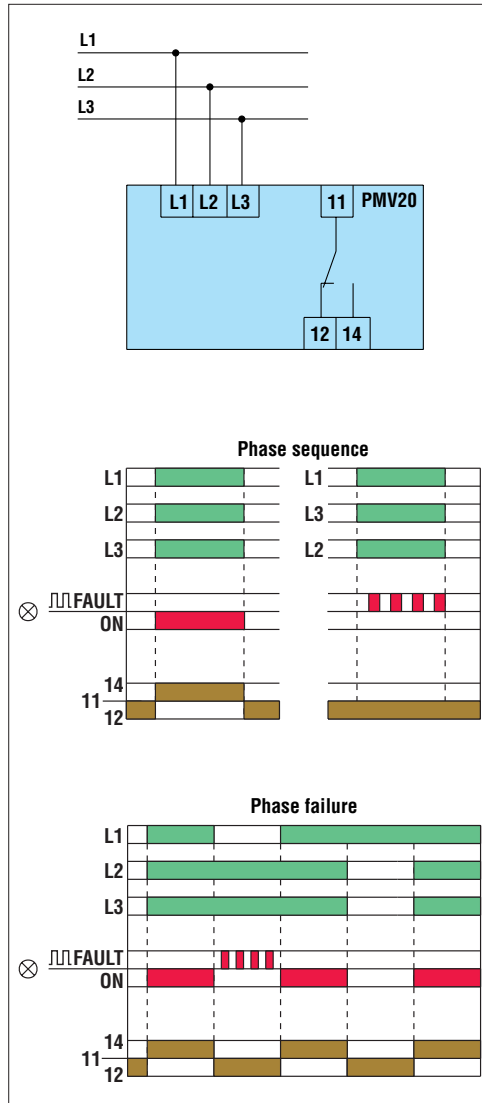 L1
L2
L3
L1 L2 L3 11 PMV20
12 14
Phase sequence
L1 L1
L2 L3
L3 L2
FAULT
ON
14
11
12
Phase failure
L1
L2
L3
FAULT
ON
14
11
12